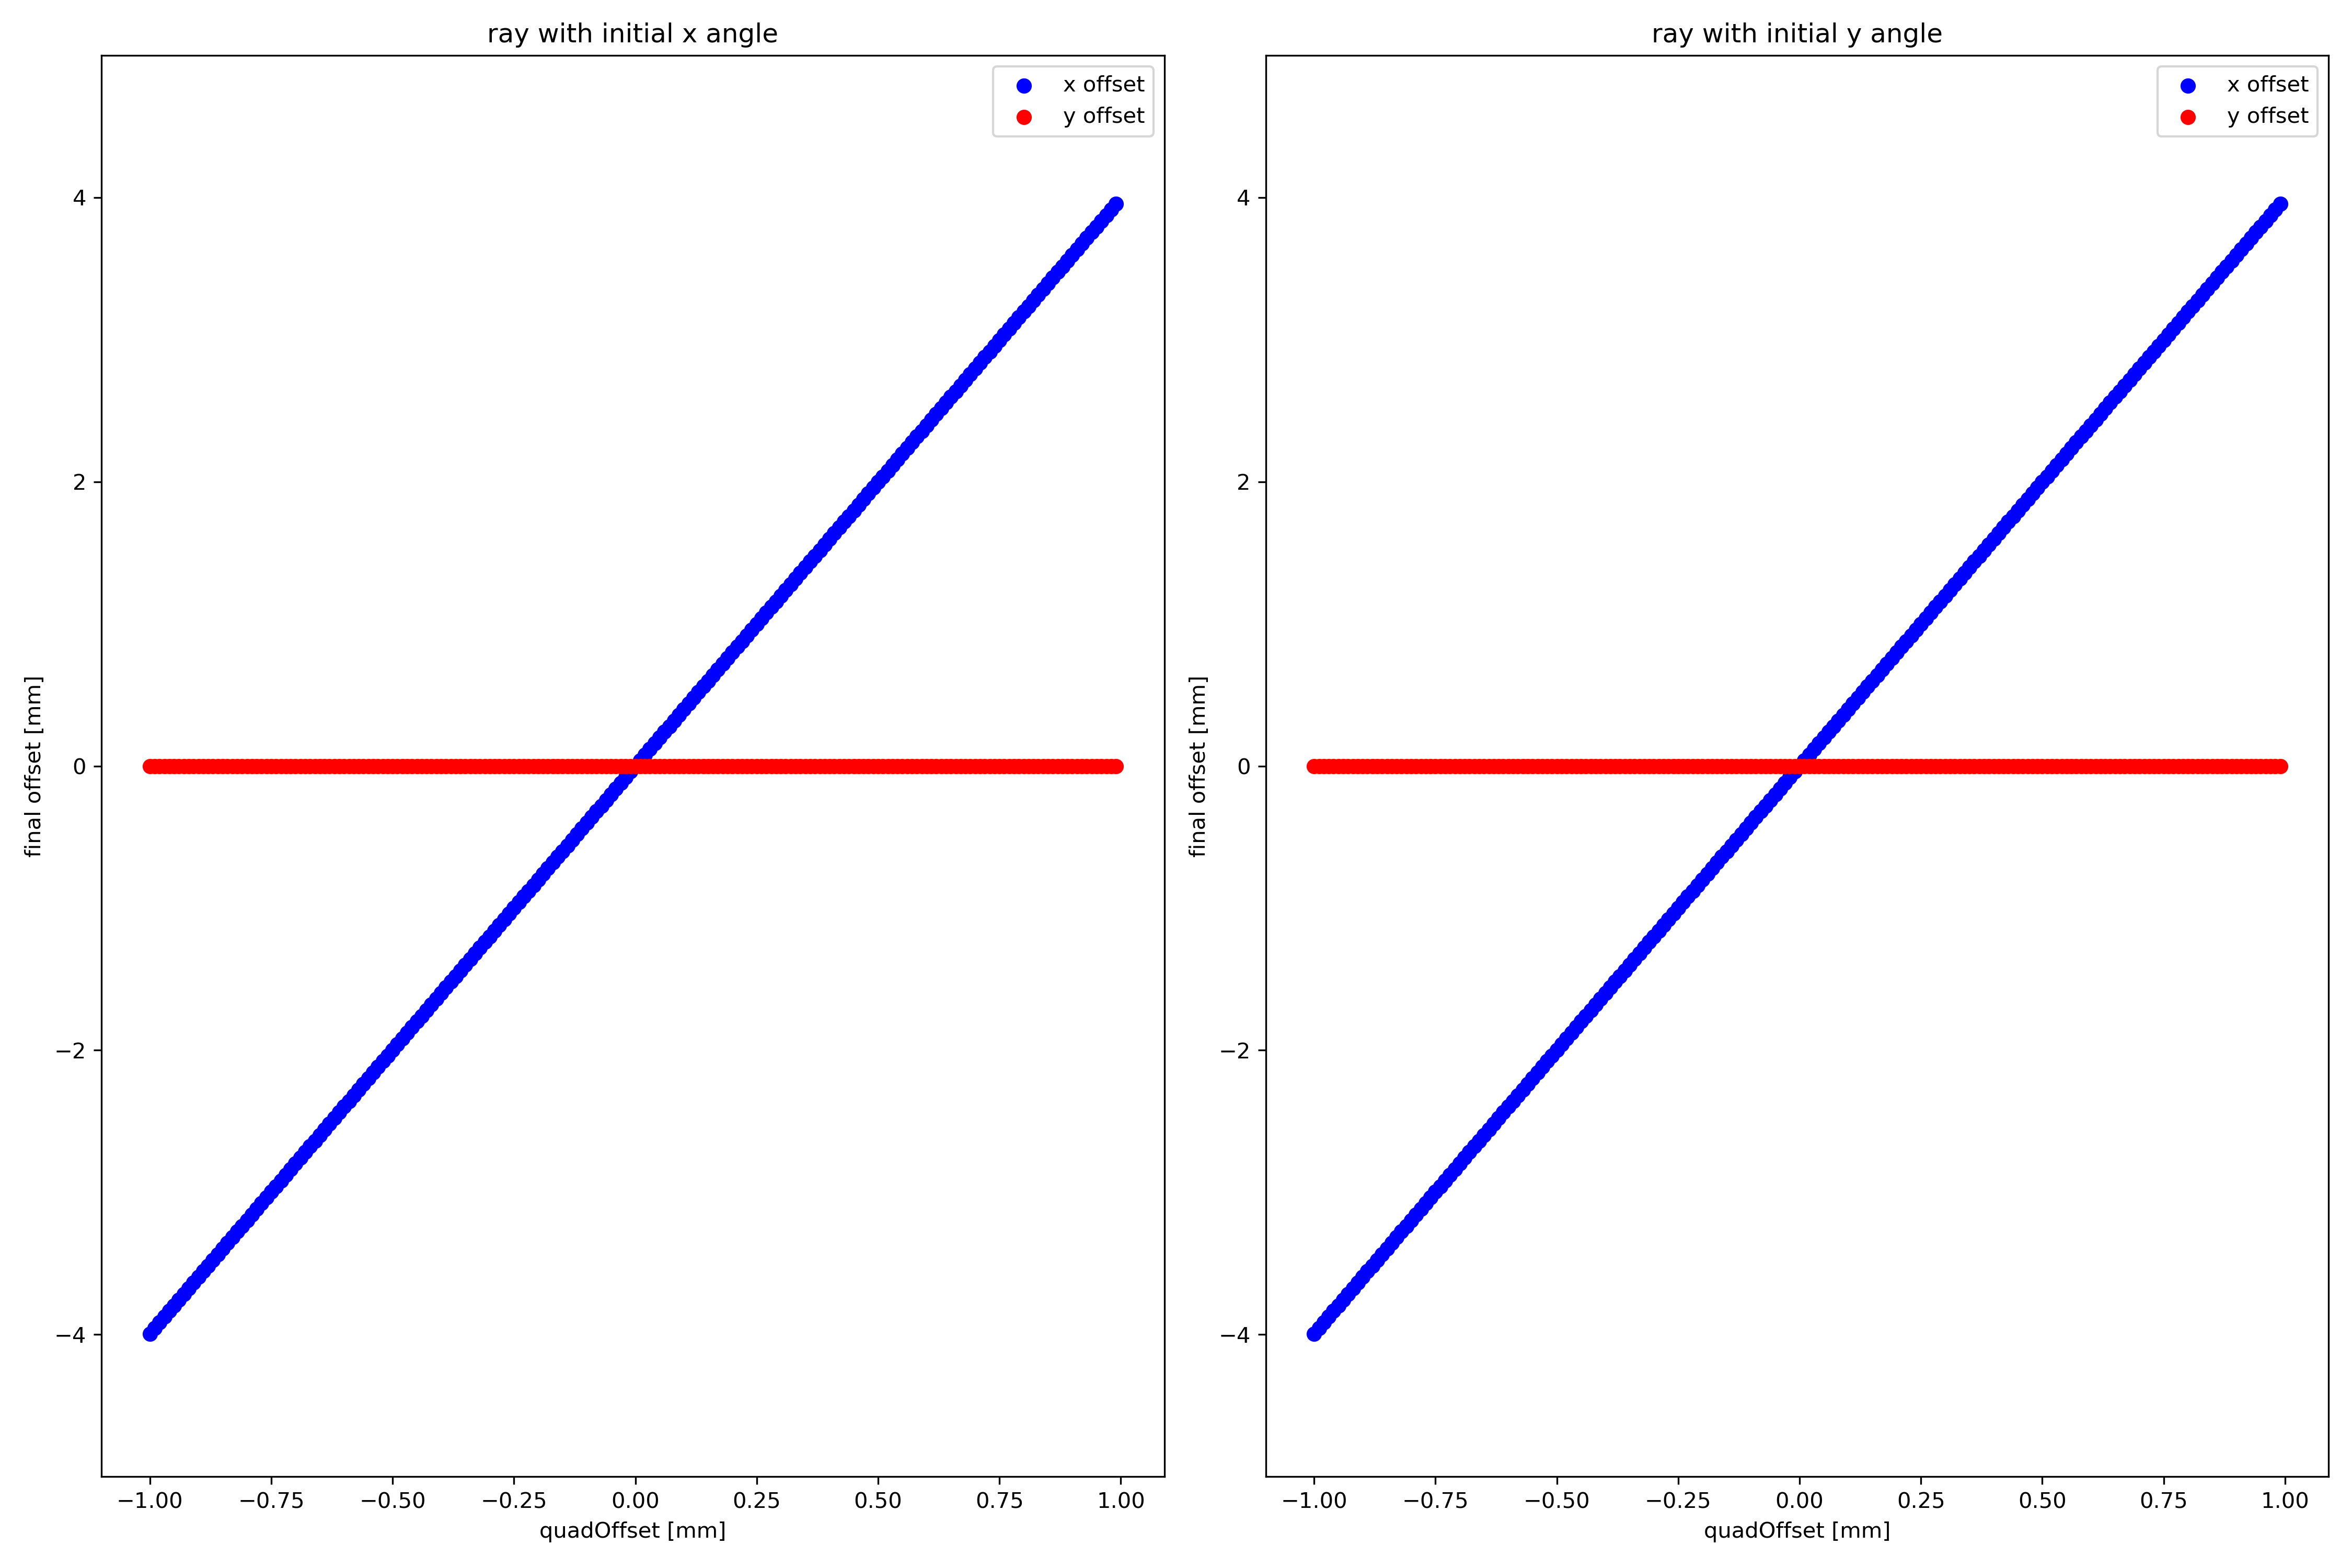 ray with initial x angle
x offset
y offset
final offset [mm]
4
2
0
−2
−4
−1.00 −0.75 −0.50 −0.25 0.00 0.25 0.50 0.75 1.00
quadOffset [mm]
ray with initial y angle
x offset
y offset
final offset [mm]
4
2
0
−2
−4
−1.00 −0.75 −0.50 −0.25 0.00 0.25 0.50 0.75 1.00
quadOffset [mm]